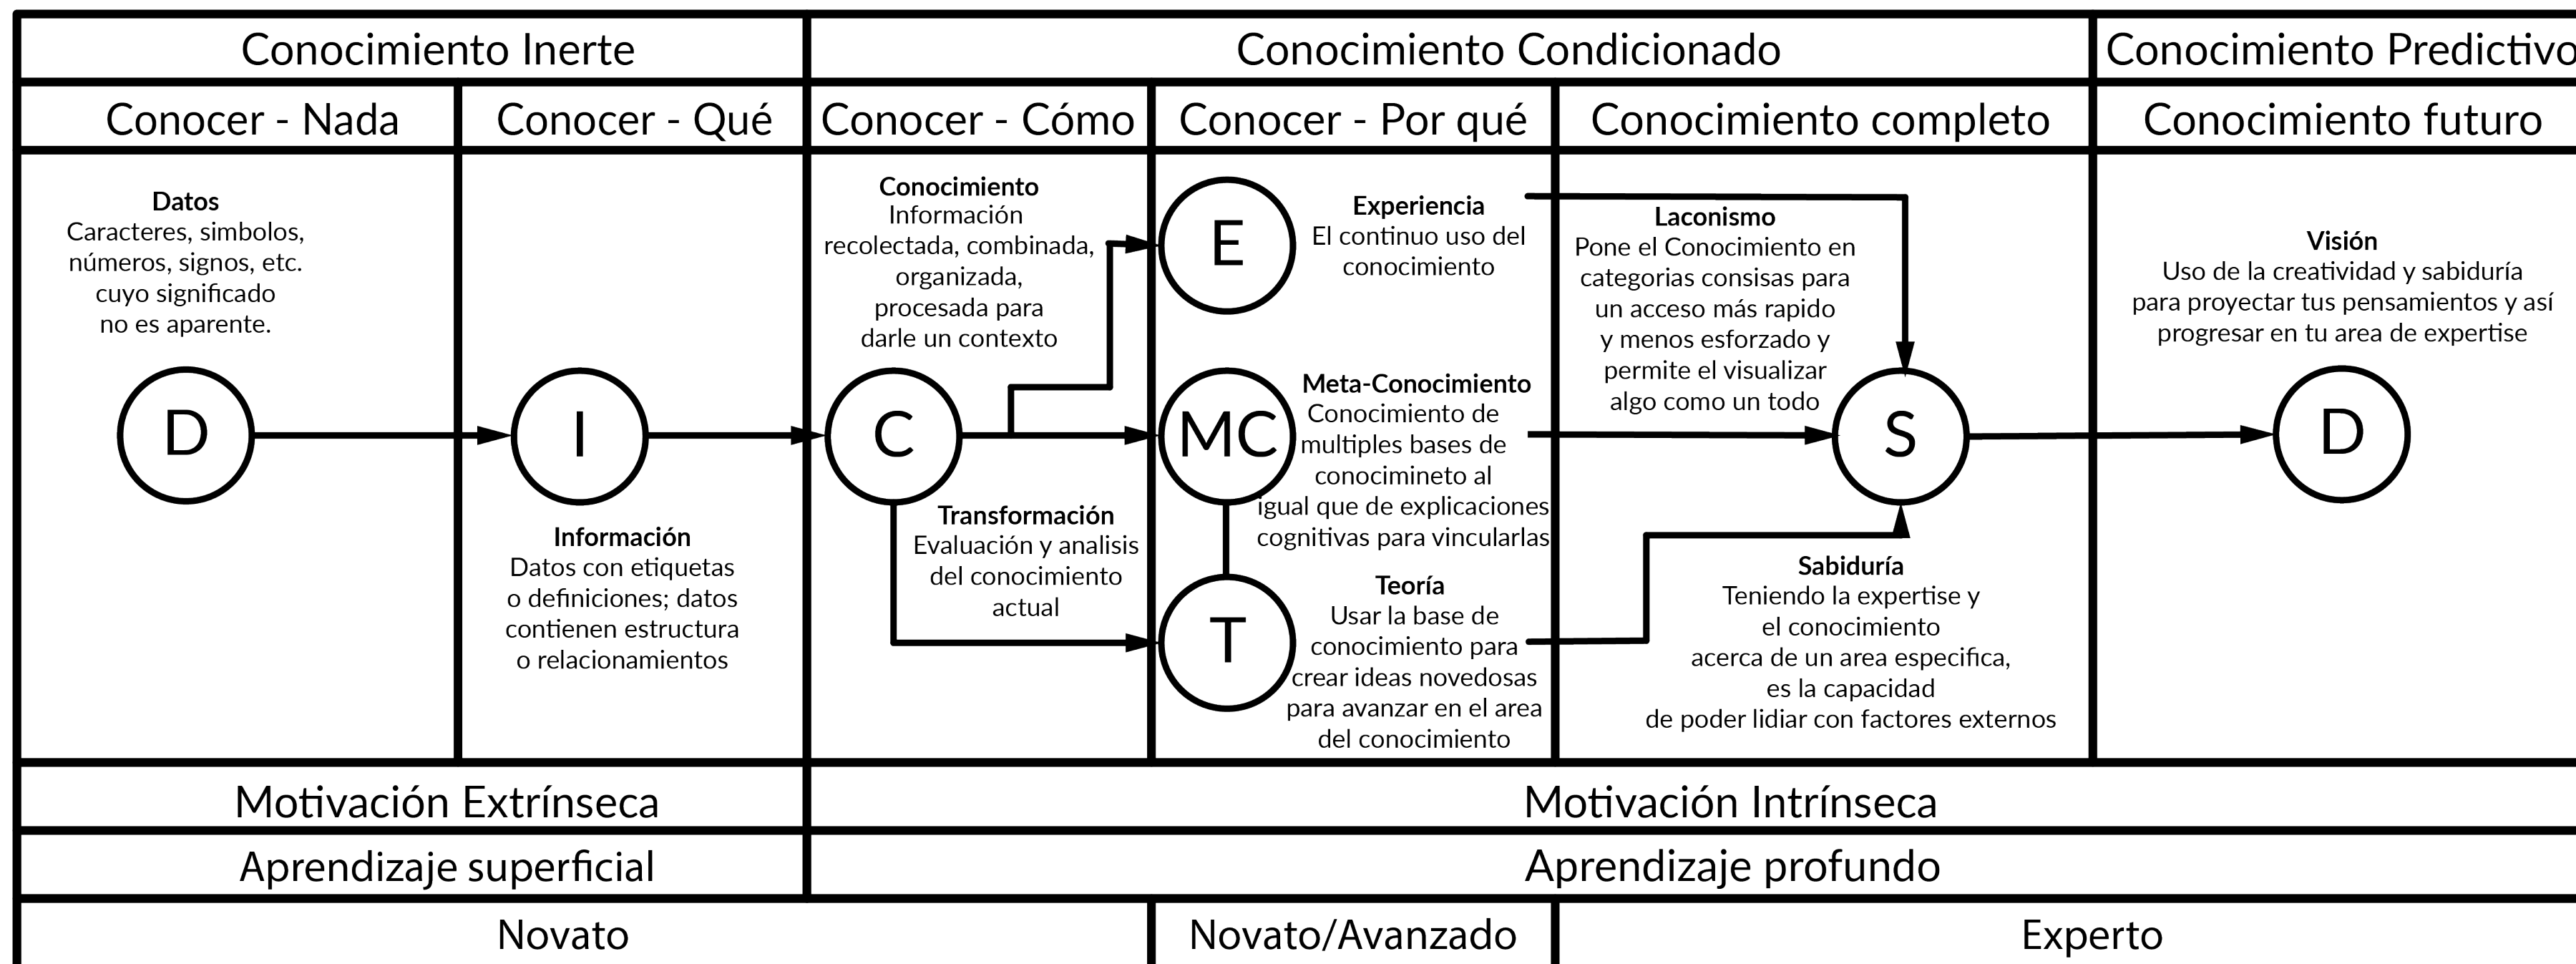 Conocimiento Inerte
Conocimiento Condicionado
Conocimiento Predictivo
Conocer - Nada
Conocer - Qué
Conocer - Cómo
Conocer - Por qué
Conocimiento completo
Conocimiento futuro
Datos
Caracteres, simbolos,
números, signos, etc.
cuyo significado
no es aparente.
D
I
Información
Datos con etiquetas
o definiciones; datos
contienen estructura
o relacionamientos
Conocimiento
Información
recolectada, combinada,
organizada,
procesada para
darle un contexto
C
Transformación
Evaluación y analisis
del conocimiento
actual
E
Experiencia
El continuo uso del
conocimiento
MC
Meta-Conocimiento
Conocimiento de
multiples bases de
conocimineto al
igual que de explicaciones
cognitivas para vincularlas
T
Teoría
Usar la base de
conocimiento para
crear ideas novedosas
para avanzar en el area
del conocimiento
Laconismo
Pone el Conocimiento en
categorias consisas para
un acceso más rapido
y menos esforzado y
permite el visualizar
algo como un todo
S
Sabiduría
Teniendo la expertise y
el conocimiento
acerca de un area especifica,
es la capacidad
de poder lidiar con factores externos
Visión
Uso de la creatividad y sabiduría
para proyectar tus pensamientos y así
progresar en tu area de expertise
D
Motivación Extrínseca
Motivación Intrínseca
Aprendizaje superficial
Aprendizaje profundo
Novato
Novato/Avanzado
Experto